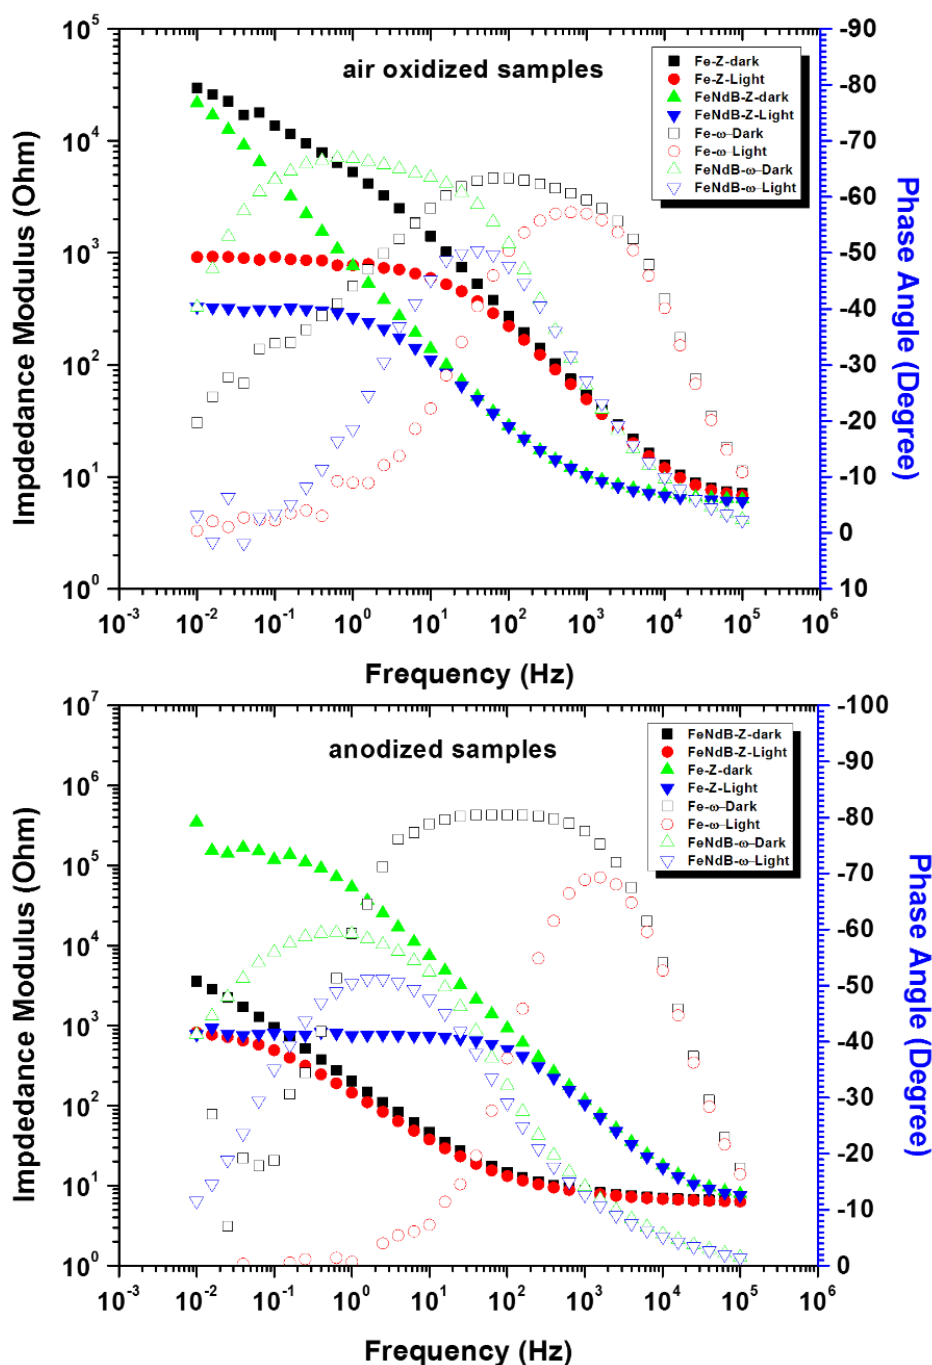 air oxidized samples
Fe-Z-dark
Fe-Z-Light
FeNdB-Z-dark
FeNdB-Z-Light
Fe-ω-Dark
Fe-ω-Light
FeNdB-ω-Dark
FeNdB-ω-Light
Impdedance Modulus (Ohm)
10^5
10^4
10^3
10^2
10^1
10^0
-90
-80
-70
-60
-50
-40
-30
-20
-10
0
10
Phase Angle (Degree)
10^-3 10^-2 10^-1 10^0 10^1 10^2 10^3 10^4 10^5 10^6
Frequency (Hz)
anodized samples
FeNdB-Z-dark
FeNdB-Z-Light
Fe-Z-dark
Fe-Z-Light
Fe-ω-Dark
Fe-ω-Light
FeNdB-ω-Dark
FeNdB-ω-Light
Impdedance Modulus (Ohm)
10^7
10^6
10^5
10^4
10^3
10^2
10^1
10^0
-100
-90
-80
-70
-60
-50
-40
-30
-20
-10
0
Phase Angle (Degree)
10^-3 10^-2 10^-1 10^0 10^1 10^2 10^3 10^4 10^5 10^6
Frequency (Hz)